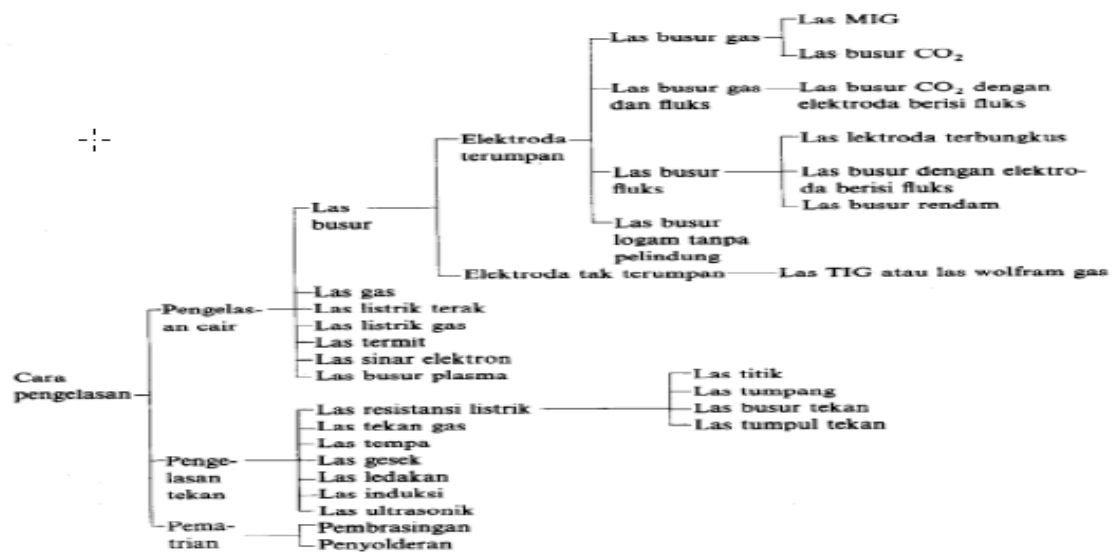 Las MIG
Las busur gas
Las busur CO₂
Las busur gas
dan fluks
Las busur CO₂ dengan
elektroda berisi fluks
Elektroda
terumpan
Las lektroda terbungkus
Las busur
fluks
Las busur dengan elektro-
da berisi fluks
Las busur rendam
Las
busur
Las busur
logam tanpa
pelindung
Elektroda tak terumpan
Las TIG atau las wolfram gas
Pengelas-
an cair
Las gas
Las listrik terak
Las listrik gas
Las termit
Las sinar elektron
Las busur plasma
Cara
pengelasan
Las resistansi listrik
Las titik
Las tumpang
Las busur tekan
Las tumpul tekan
Penge-
lasan
tekan
Las tekan gas
Las tempa
Las gesek
Las ledakan
Las induksi
Las ultrasonik
Pema-
trian
Pembrasingan
Penyolderan